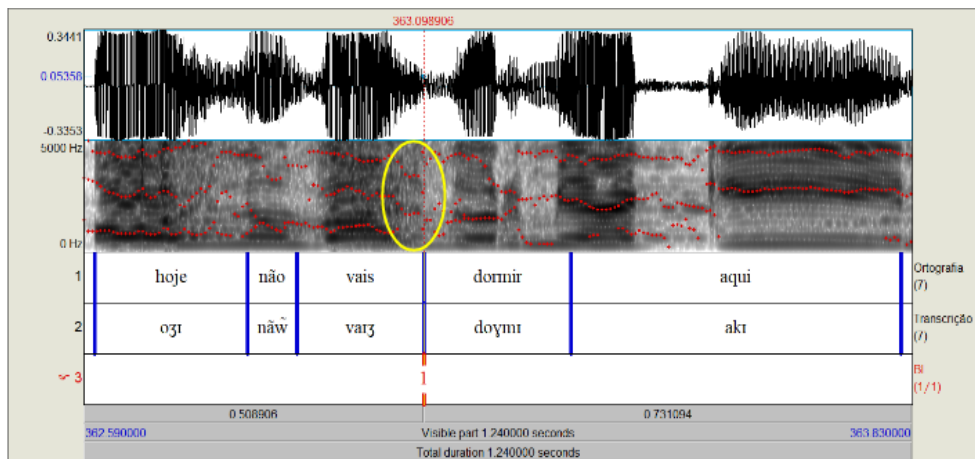 363.098906
0.3441
0.05356
-0.3353
5000 Hz
0 Hz
1 hoje não vais dormir aqui Ortografia (7)
2 oʒɪ nãw̃ vaɪʒ doɣmɪ akɪ Transcrição (7)
3 1 BI (1/1)
0.508906 0.731094
362.590000 Visible part 1.240000 seconds 363.830000
Total duration 1.240000 seconds